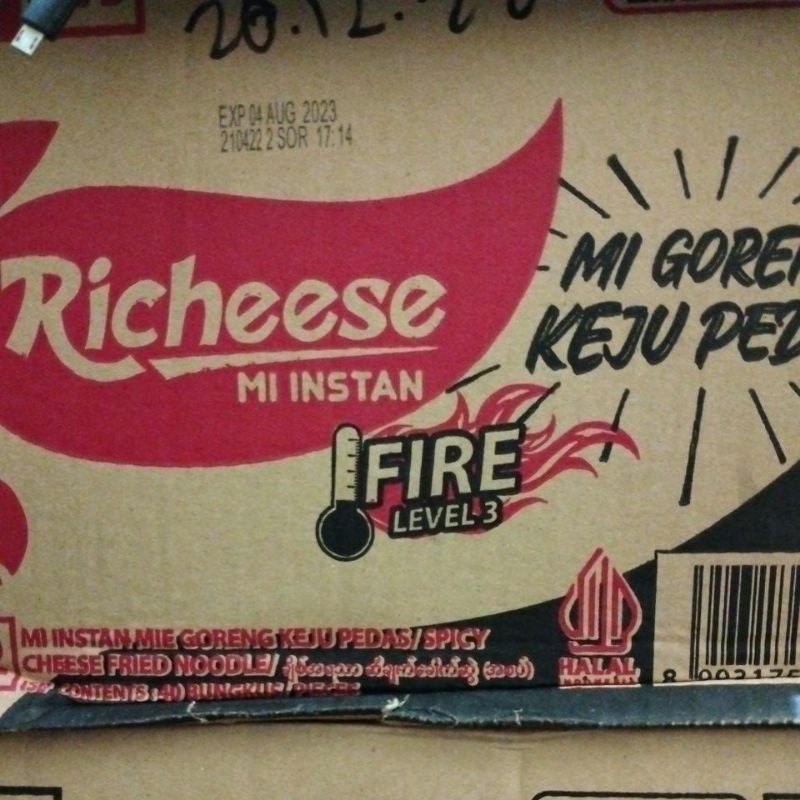 EXP 04 AUG 2023
210422 2 SOR 17:14
Richeese
MI INSTAN
MI GORE
KEJU PED
FIRE
LEVEL 3
MI INSTAN MIE GORENG KEJU PEDAS/ SPICY
CHEESE FRIED NOODLE/
CONTENTS : 40 BUNGKUS / PIECES
HALAL